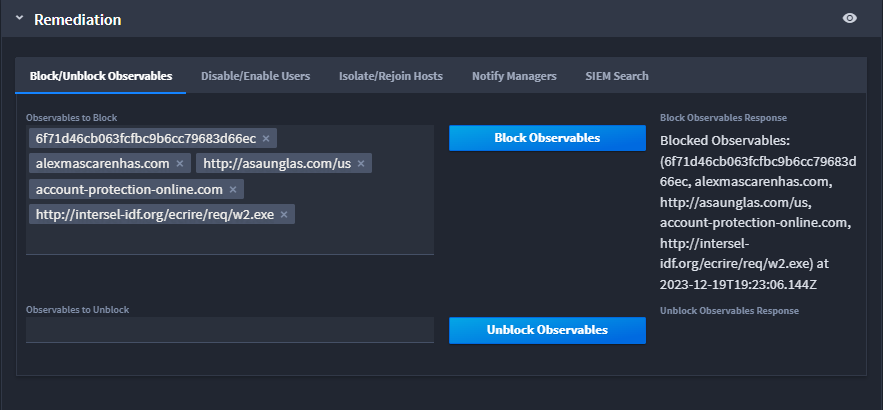 Remediation
Block/Unblock Observables
Disable/Enable Users
Isolate/Rejoin Hosts
Notify Managers
SIEM Search
Observables to Block
6f71d46cb063fcfbc9b6cc79683d66ec ×
alexmascarenhas.com ×
http://asaunglas.com/us ×
account-protection-online.com ×
http://intersel-idf.org/ecrire/req/w2.exe ×
Block Observables
Block Observables Response
Blocked Observables:
(6f71d46cb063fcfbc9b6cc79683d
66ec, alexmascarenhas.com,
http://asaunglas.com/us,
account-protection-online.com,
http://intersel-
idf.org/ecrire/req/w2.exe) at
2023-12-19T19:23:06.144Z
Observables to Unblock
Unblock Observables
Unblock Observables Response